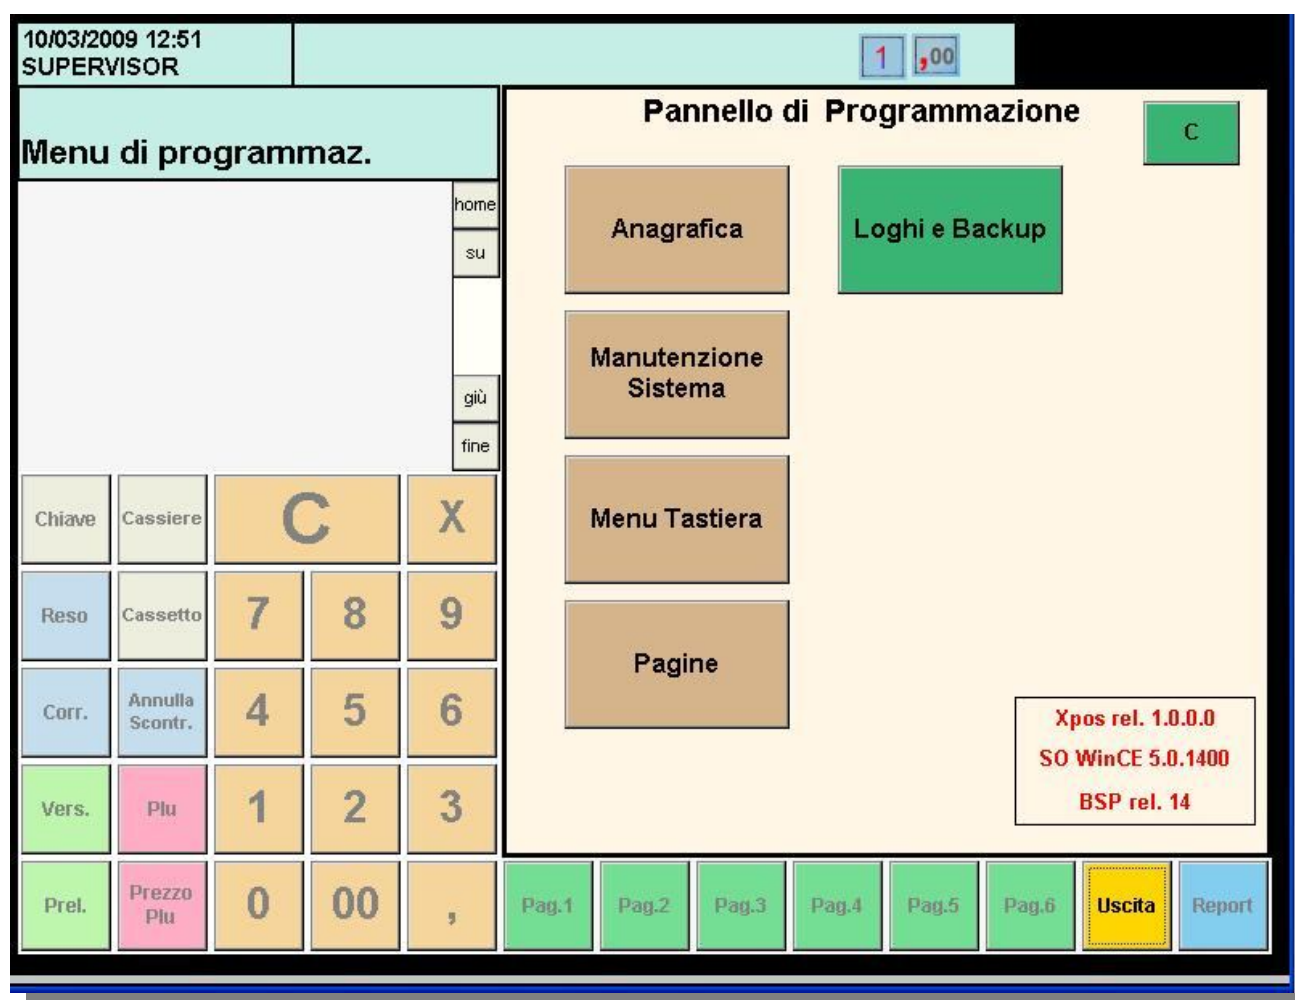 10/03/2009 12:51
SUPERVISOR
1
,00
Menu di programmaz.
Pannello di Programmazione
C
home
su
giù
fine
Anagrafica
Loghi e Backup
Manutenzione
Sistema
Menu Tastiera
Pagine
Xpos rel. 1.0.0.0
SO WinCE 5.0.1400
BSP rel. 14
Chiave
Cassiere
C
X
Reso
Cassetto
7
8
9
Corr.
Annulla
Scontr.
4
5
6
Vers.
Plu
1
2
3
Prel.
Prezzo
Plu
0
00
,
Pag.1
Pag.2
Pag.3
Pag.4
Pag.5
Pag.6
Uscita
Report